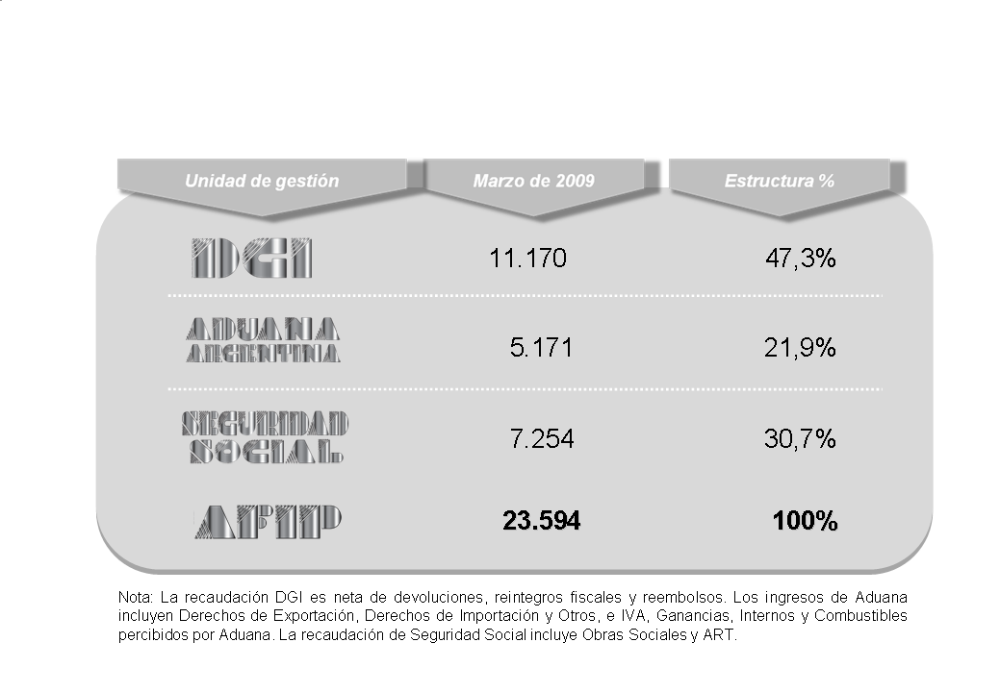 Unidad de gestión Marzo de 2009 Estructura %
DGI 11.170 47,3%
ADUANA
ARGENTINA 5.171 21,9%
SEGURIDAD
SOCIAL 7.254 30,7%
AFIP 23.594 100%
Nota: La recaudación DGI es neta de devoluciones, reintegros fiscales y reembolsos. Los ingresos de Aduana
incluyen Derechos de Exportación, Derechos de Importación y Otros, e IVA, Ganancias, Internos y Combustibles
percibidos por Aduana. La recaudación de Seguridad Social incluye Obras Sociales y ART.